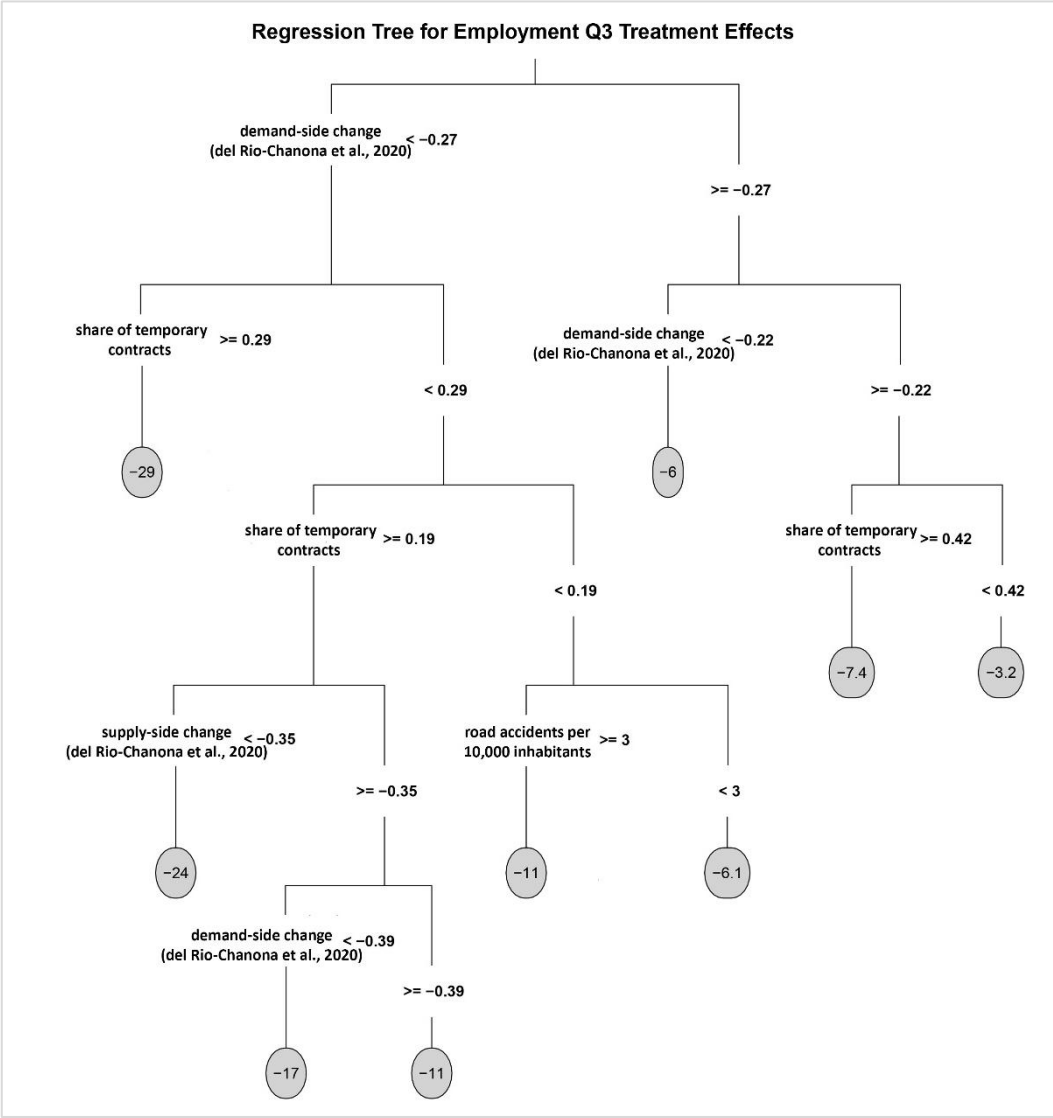 Regression Tree for Employment Q3 Treatment Effects
demand-side change
(del Rio-Chanona et al., 2020)
< −0.27
>= −0.27
share of temporary
contracts
>= 0.29
demand-side change
(del Rio-Chanona et al., 2020)
< −0.22
< 0.29
>= −0.22
−29
−6
share of temporary
contracts
>= 0.19
share of temporary
contracts
>= 0.42
< 0.19
< 0.42
−7.4
−3.2
supply-side change
(del Rio-Chanona et al., 2020)
< −0.35
road accidents per
10,000 inhabitants
>= 3
>= −0.35
< 3
−24
−11
−6.1
demand-side change
(del Rio-Chanona et al., 2020)
< −0.39
>= −0.39
−17
−11